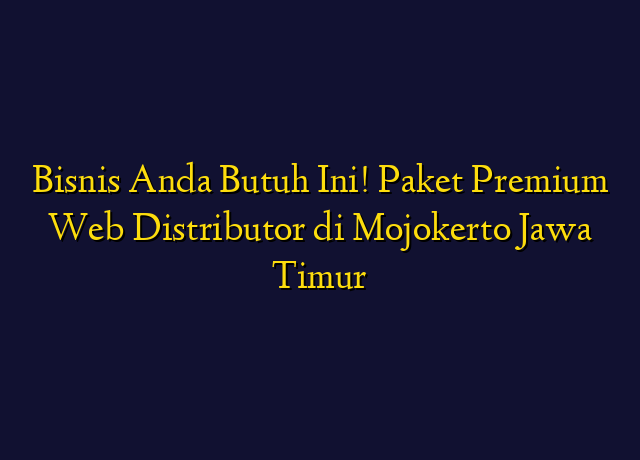 Bisnis Anda Butuh Ini! Paket Premium
Web Distributor di Mojokerto Jawa
Timur